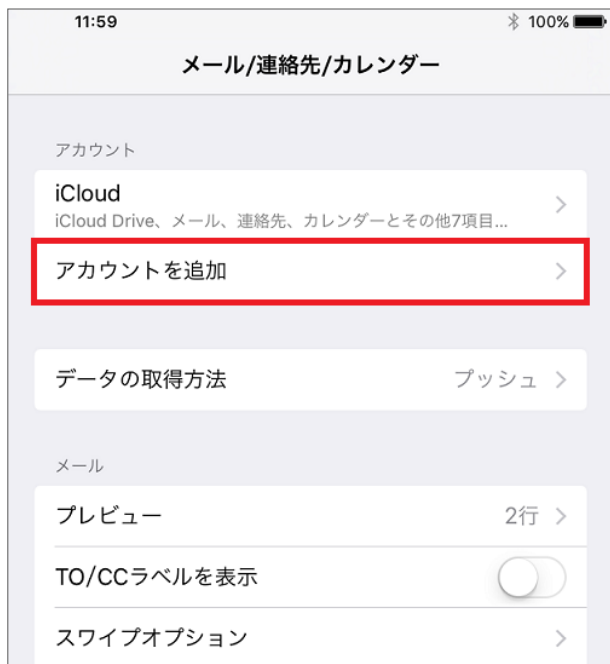 11:59 100%
メール/連絡先/カレンダー
アカウント
iCloud
iCloud Drive、メール、連絡先、カレンダーとその他7項目...
アカウントを追加
データの取得方法 プッシュ
メール
プレビュー 2行
TO/CCラベルを表示
スワイプオプション